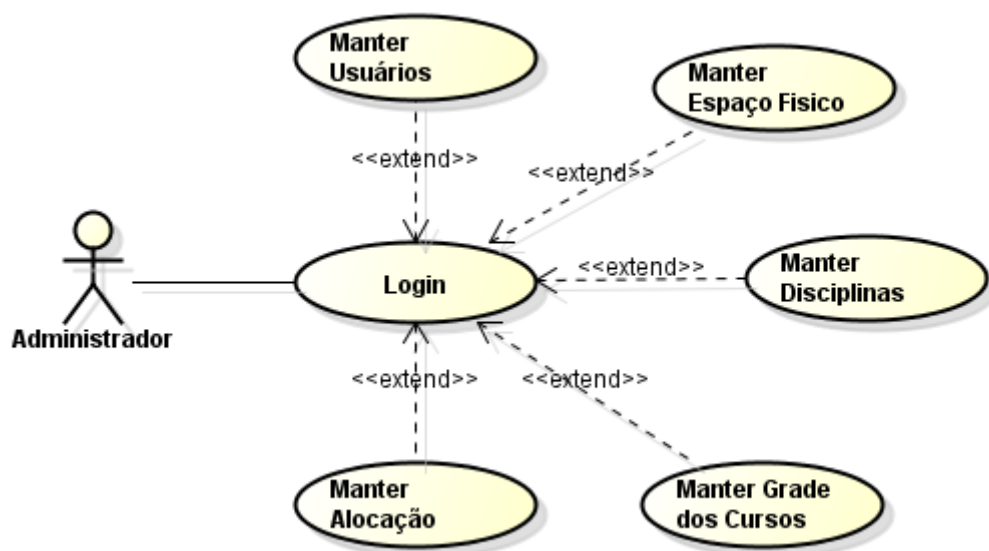 Manter
Usuários
Manter
Espaço Fisico
<<extend>>
<<extend>>
Manter
Disciplinas
<<extend>>
Login
Administrador
<<extend>>
<<extend>>
Manter
Alocação
Manter Grade
dos Cursos